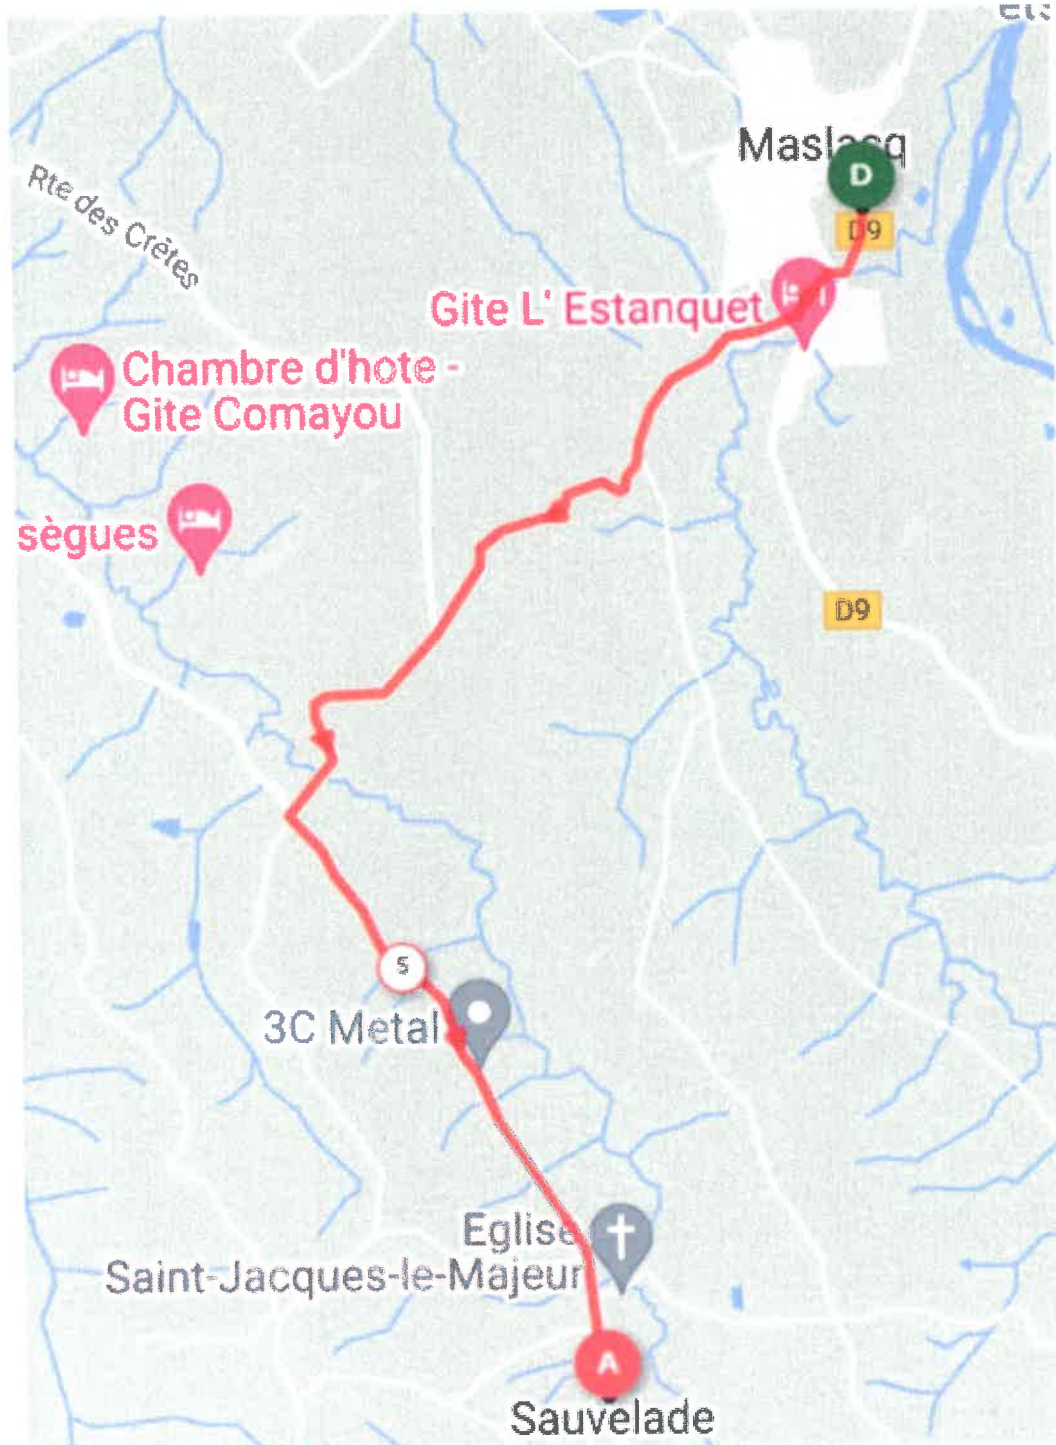 Ets
Maslacq
D
D9
Rte des Crêtes
Gite L' Estanquet
Chambre d'hote -
Gite Comayou
sègues
D9
5
3C Metal
Eglise
Saint-Jacques-le-Majeur
A
Sauvelade